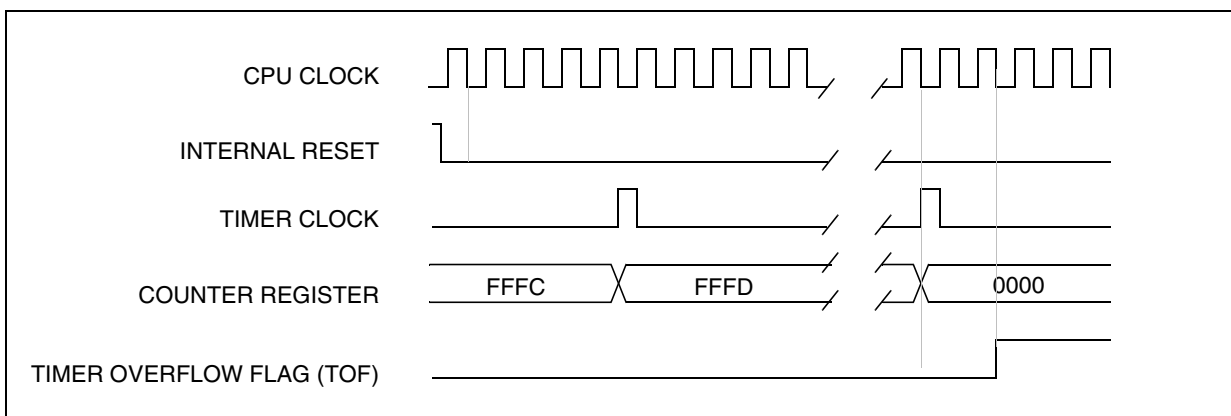 CPU CLOCK
INTERNAL RESET
TIMER CLOCK
COUNTER REGISTER FFFC FFFD 0000
TIMER OVERFLOW FLAG (TOF)